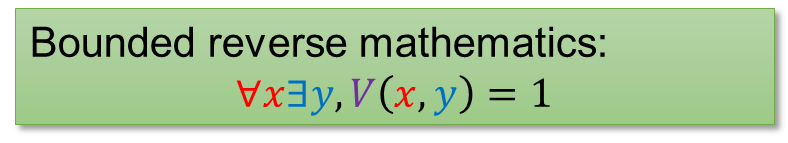 Bounded reverse mathematics:
∀x∃y, V(x, y) = 1